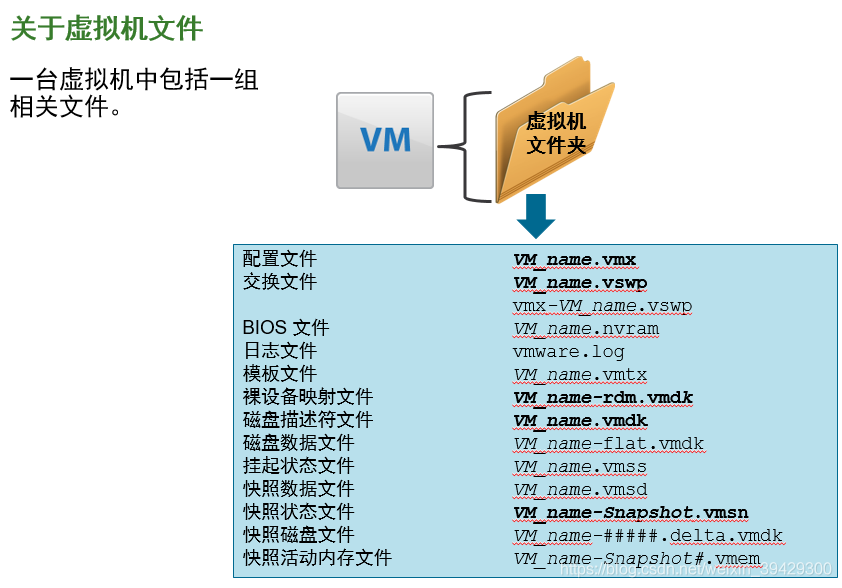 关于虚拟机文件
一台虚拟机中包括一组
相关文件。
VM
虚拟机
文件夹
配置文件 VM_name.vmx
交换文件 VM_name.vswp
vmx-VM_name.vswp
BIOS 文件 VM_name.nvram
日志文件 vmware.log
模板文件 VM_name.vmtx
裸设备映射文件 VM_name-rdm.vmdk
磁盘描述符文件 VM_name.vmdk
磁盘数据文件 VM_name-flat.vmdk
挂起状态文件 VM_name.vmss
快照数据文件 VM_name.vmsd
快照状态文件 VM_name-Snapshot.vmsn
快照磁盘文件 VM_name-#####.delta.vmdk
快照活动内存文件 VM_name-Snapshot#.vmem
https://blog.csdn.net/weixin_39429300